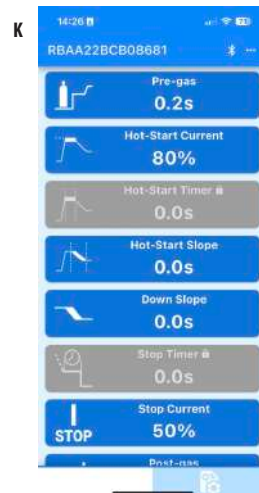 K
14:26
RBAA22BCB08681
Pre-gas
0.2s
Hot-Start Current
80%
Hot-Start Timer
0.0s
Hot-Start Slope
0.0s
Down Slope
0.0s
Stop Timer
0.0s
STOP
Stop Current
50%
Post-gas